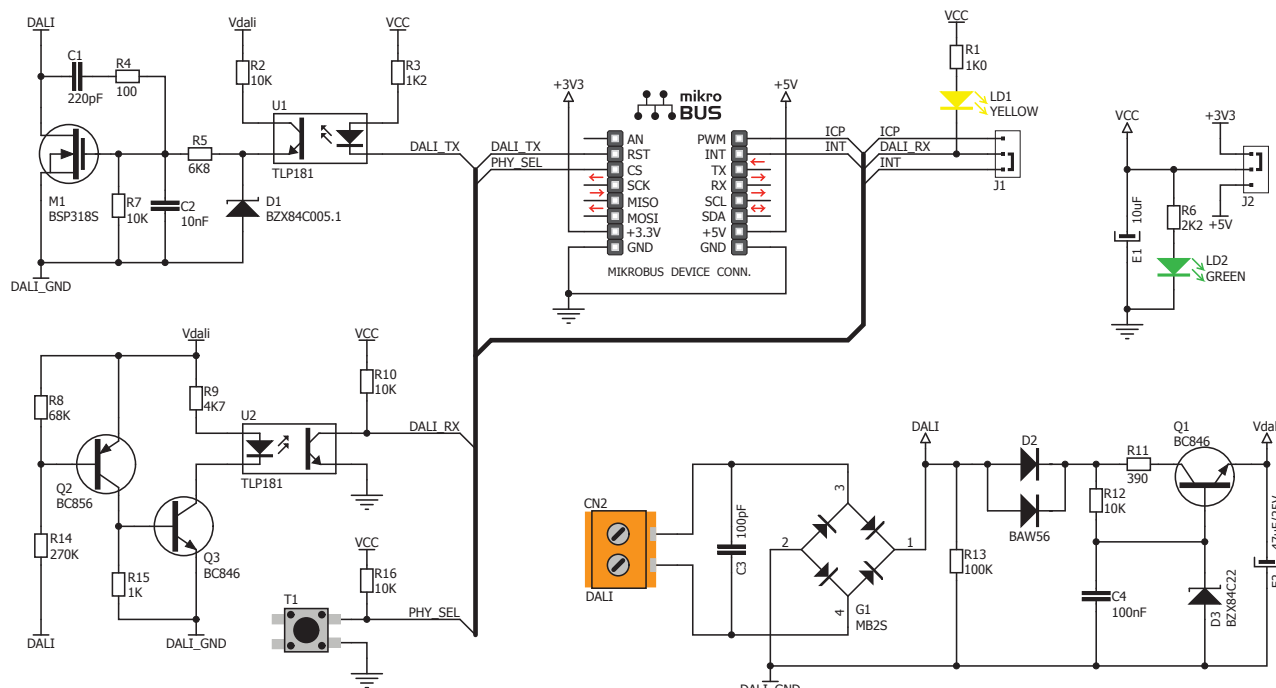 DALI
Vdali
VCC
C1
220pF
R4
100
R2
10K
R3
1K2
U1
TLP181
R5
6K8
M1
BSP318S
R7
10K
C2
10nF
D1
BZX84C005.1
DALI_GND
DALI_TX
+3V3
mikro
BUS
+5V
DALI_TX
PHY_SEL
AN
RST
CS
SCK
MISO
MOSI
+3.3V
GND
PWM
INT
TX
RX
SCL
SDA
+5V
GND
MIKROBUS DEVICE CONN.
ICP
INT
VCC
R1
1K0
LD1
YELLOW
ICP
DALI_RX
INT
J1
VCC
+3V3
J2
+5V
10uF
E1
R6
2K2
LD2
GREEN
Vdali
VCC
R8
68K
R9
4K7
U2
TLP181
R10
10K
DALI_RX
Q2
BC856
Q3
BC846
R14
270K
R15
1K
DALI
DALI_GND
VCC
R16
10K
T1
PHY_SEL
CN2
DALI
100pF
C3
3
2
1
4
G1
MB2S
DALI
D2
BAW56
R13
100K
R11
390
R12
10K
Q1
BC846
C4
100nF
D3
BZX84C22
DALI_GND